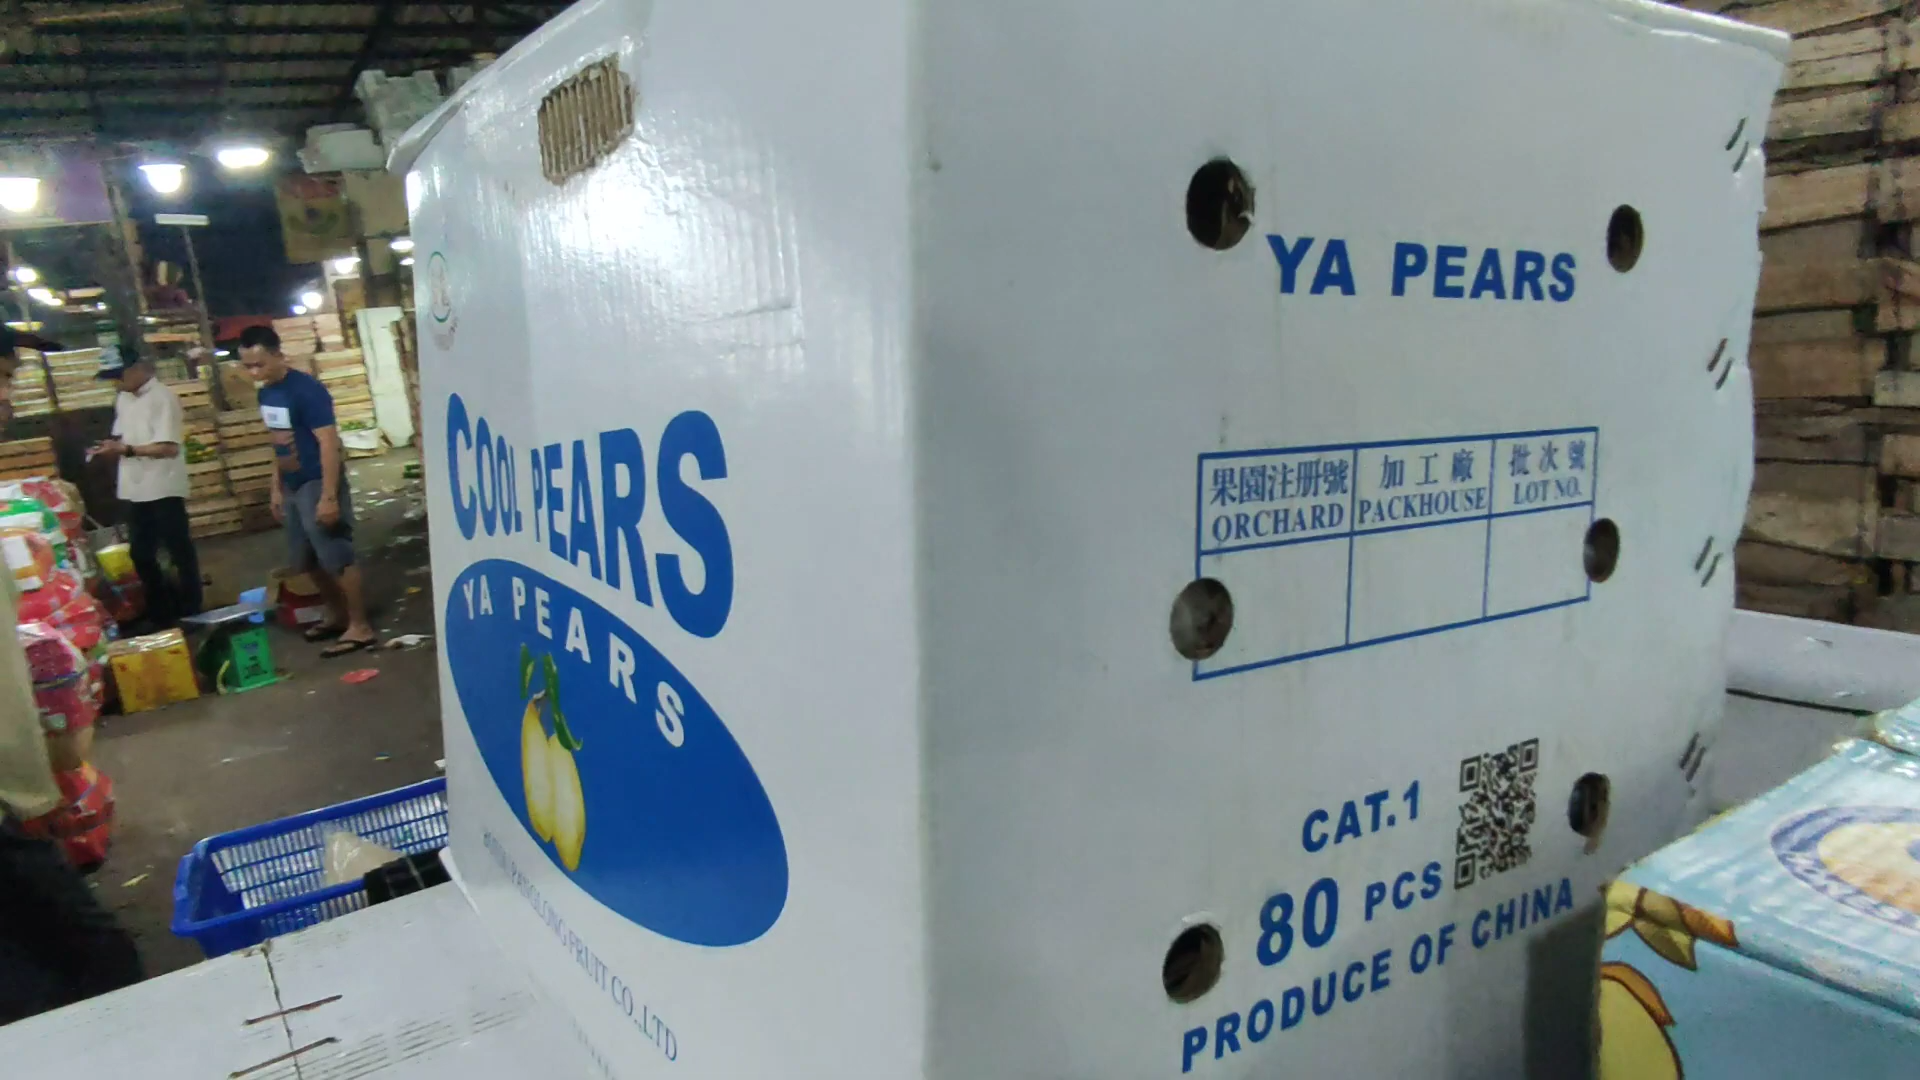 COOL PEARS
YA PEARS
PANGLONG FRUIT CO.,LTD
YA PEARS
果園注册號 加工廠 批次號
ORCHARD PACKHOUSE LOT NO.
CAT.1
80 PCS
PRODUCE OF CHINA